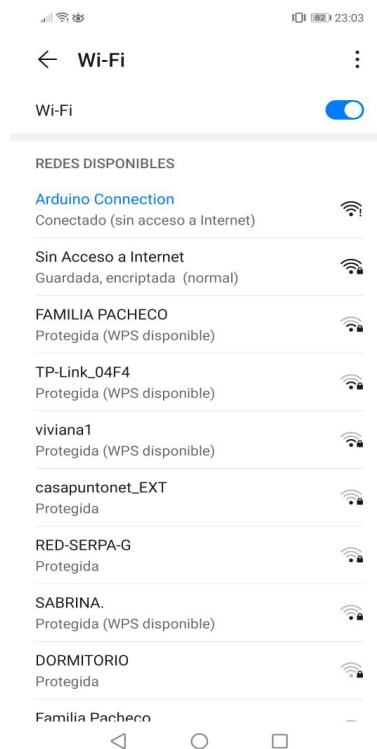 82 23:03
Wi-Fi
Wi-Fi
REDES DISPONIBLES
Arduino Connection
Conectado (sin acceso a Internet)
Sin Acceso a Internet
Guardada, encriptada (normal)
FAMILIA PACHECO
Protegida (WPS disponible)
TP-Link_04F4
Protegida (WPS disponible)
viviana1
Protegida (WPS disponible)
casapuntonet_EXT
Protegida
RED-SERPA-G
Protegida
SABRINA.
Protegida (WPS disponible)
DORMITORIO
Protegida
Familia Pacheco